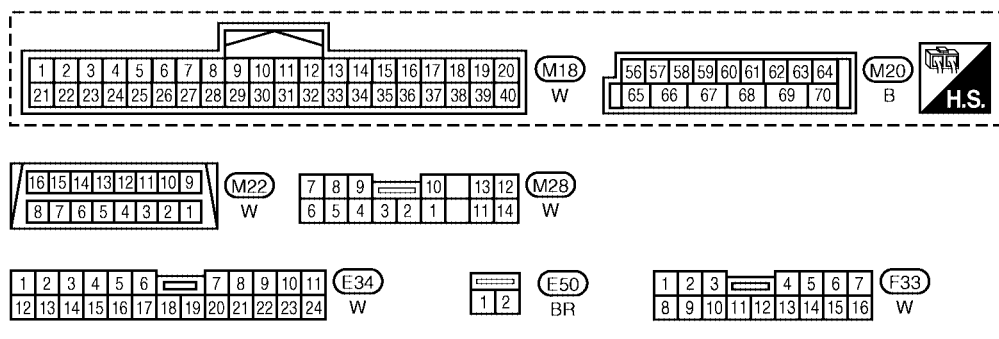 1 2 3 4 5 6 7 8 9 10 11 12 13 14 15 16 17 18 19 20
21 22 23 24 25 26 27 28 29 30 31 32 33 34 35 36 37 38 39 40
M18
W
56 57 58 59 60 61 62 63 64
65 66 67 68 69 70
M20
B
H.S.
16 15 14 13 12 11 10 9
8 7 6 5 4 3 2 1
M22
W
7 8 9 10 13 12
6 5 4 3 2 1 11 14
M28
W
1 2 3 4 5 6 7 8 9 10 11
12 13 14 15 16 17 18 19 20 21 22 23 24
E34
W
1 2
E50
BR
1 2 3 4 5 6 7
8 9 10 11 12 13 14 15 16
F33
W